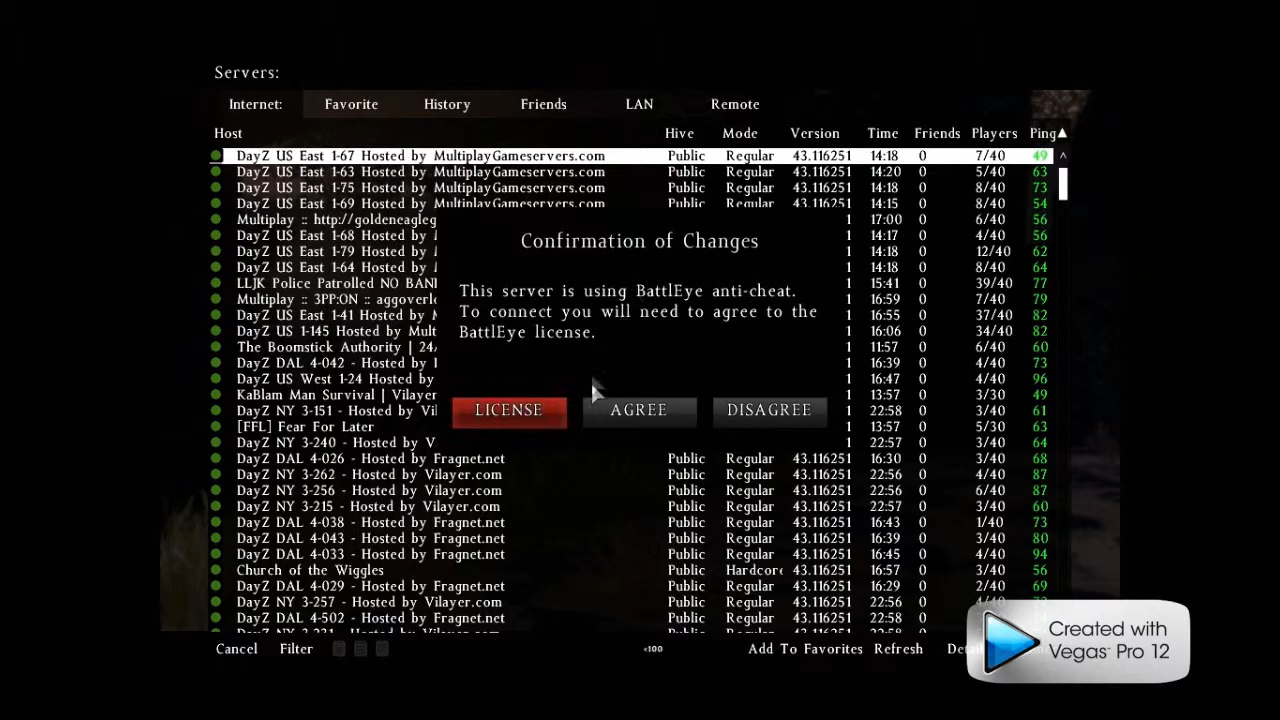 Servers:
Internet: Favorite History Friends LAN Remote
Host Hive Mode Version Time Friends Players Ping
DayZ US East 1-67 Hosted by MultiplayGameservers.com Public Regular 43.116251 14:18 0 7/40 49
DayZ US East 1-63 Hosted by MultiplayGameservers.com Public Regular 43.116251 14:20 0 5/40 63
DayZ US East 1-75 Hosted by MultiplayGameservers.com Public Regular 43.116251 14:18 0 8/40 73
DayZ US East 1-69 Hosted by MultiplayGameservers.com Public Regular 43.116251 14:15 0 8/40 54
Multiplay :: http://goldeneagleg 1 17:00 0 6/40 56
DayZ US East 1-68 Hosted by M 1 14:17 0 4/40 56
DayZ US East 1-79 Hosted by M 1 14:18 0 12/40 62
DayZ US East 1-64 Hosted by M 1 14:18 0 8/40 64
LLJK Police Patrolled NO BAN 1 15:41 0 39/40 77
Multiplay :: 3PP:ON :: aggoverlo 1 16:59 0 7/40 79
DayZ US East 1-41 Hosted by M 1 16:55 0 37/40 82
DayZ US 1-145 Hosted by Mult 1 16:06 0 34/40 82
The Boomstick Authority | 24/ 1 11:57 0 6/40 60
DayZ DAL 4-042 - Hosted by F 1 16:39 0 4/40 73
DayZ US West 1-24 Hosted by 1 16:47 0 4/40 96
KaBlam Man Survival | Vilayer 1 13:57 0 3/30 49
DayZ NY 3-151 - Hosted by Vil 1 22:58 0 3/40 61
[FFL] Fear For Later 1 13:57 0 5/30 63
DayZ NY 3-240 - Hosted by V 1 22:57 0 3/40 64
DayZ DAL 4-026 - Hosted by Fragnet.net Public Regular 43.116251 16:30 0 3/40 68
DayZ NY 3-262 - Hosted by Vilayer.com Public Regular 43.116251 22:56 0 4/40 87
DayZ NY 3-256 - Hosted by Vilayer.com Public Regular 43.116251 22:56 0 6/40 87
DayZ NY 3-215 - Hosted by Vilayer.com Public Regular 43.116251 22:57 0 3/40 60
DayZ DAL 4-038 - Hosted by Fragnet.net Public Regular 43.116251 16:43 0 1/40 73
DayZ DAL 4-043 - Hosted by Fragnet.net Public Regular 43.116251 16:39 0 3/40 80
DayZ DAL 4-033 - Hosted by Fragnet.net Public Regular 43.116251 16:45 0 4/40 94
Church of the Wiggles Public Hardcore 43.116251 16:57 0 3/40 56
DayZ DAL 4-029 - Hosted by Fragnet.net Public Regular 43.116251 16:29 0 2/40 69
DayZ NY 3-257 - Hosted by Vilayer.com Public Regular 43.116251 22:56 0
DayZ DAL 4-502 - Hosted by Fragnet.net Public Regular 43.116251 22:58 0
Confirmation of Changes
This server is using BattlEye anti-cheat.
To connect you will need to agree to the
BattlEye license.
LICENSE AGREE DISAGREE
Cancel Filter <100 Add To Favorites Refresh
Created with
Vegas™ Pro 12